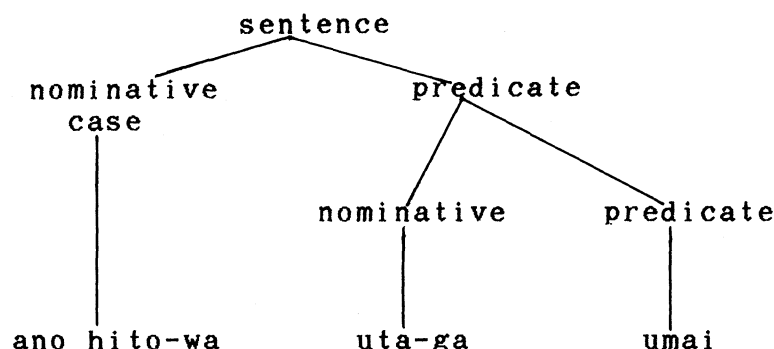 sentence
nominative predicate
case
nominative predicate
ano hito-wa uta-ga umai